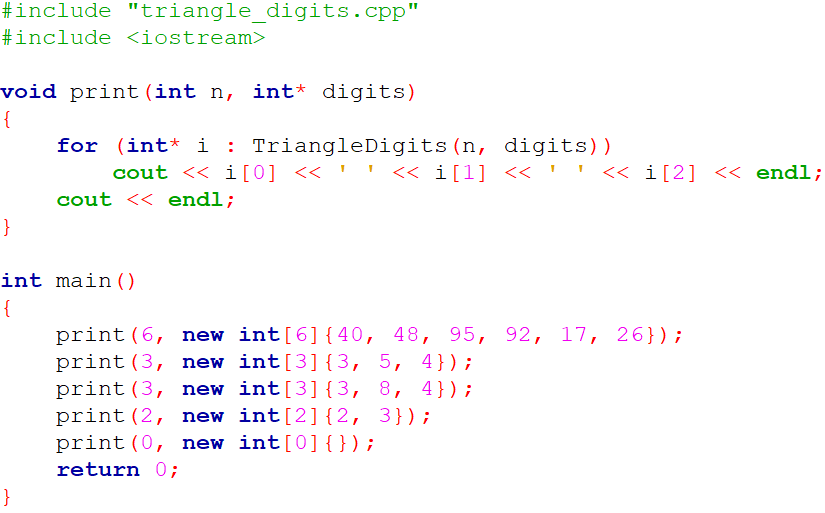 #include "triangle_digits.cpp"
#include <iostream>

void print(int n, int* digits)
{
    for (int* i : TriangleDigits(n, digits))
        cout << i[0] << ' ' << i[1] << ' ' << i[2] << endl;
    cout << endl;
}

int main()
{
    print(6, new int[6]{40, 48, 95, 92, 17, 26});
    print(3, new int[3]{3, 5, 4});
    print(3, new int[3]{3, 8, 4});
    print(2, new int[2]{2, 3});
    print(0, new int[0]{});
    return 0;
}